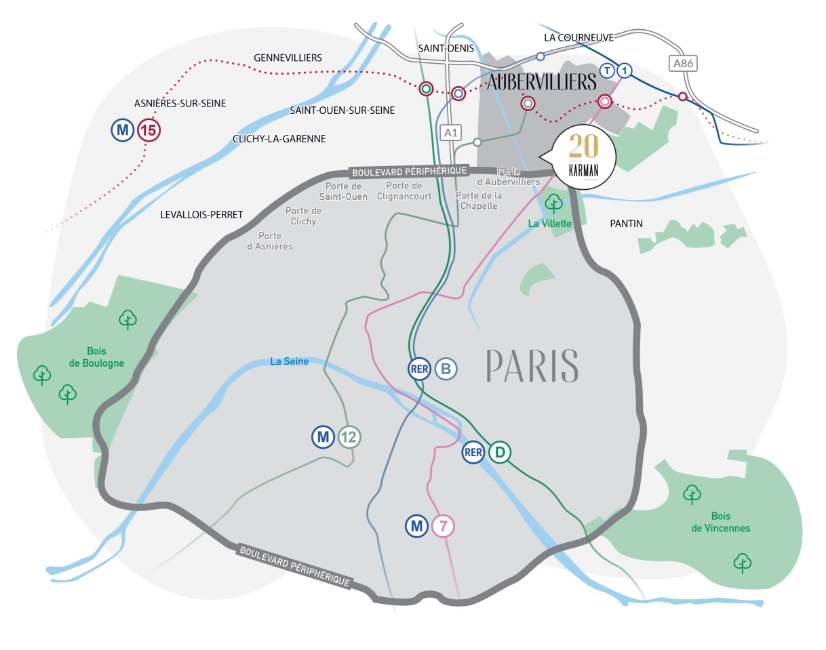 LA COURNEUVE
SAINT-DENIS
GENNEVILLIERS
A86
T 1
AUBERVILLIERS
ASNIÈRES-SUR-SEINE
SAINT-OUEN-SUR-SEINE
M 15
A1
CLICHY-LA-GARENNE
20
KARMAN
BOULEVARD PÉRIPHÉRIQUE
Porte
d'Aubervilliers
Porte de
Saint-Ouen
Porte de
Clignancourt
Porte de la
Chapelle
LEVALLOIS-PERRET
Porte de
Clichy
La Villette
PANTIN
Porte
d'Asnières
Bois
de Boulogne
La Seine
PARIS
RER B
M 12
RER D
M 7
Bois
de Vincennes
BOULEVARD PÉRIPHÉRIQUE